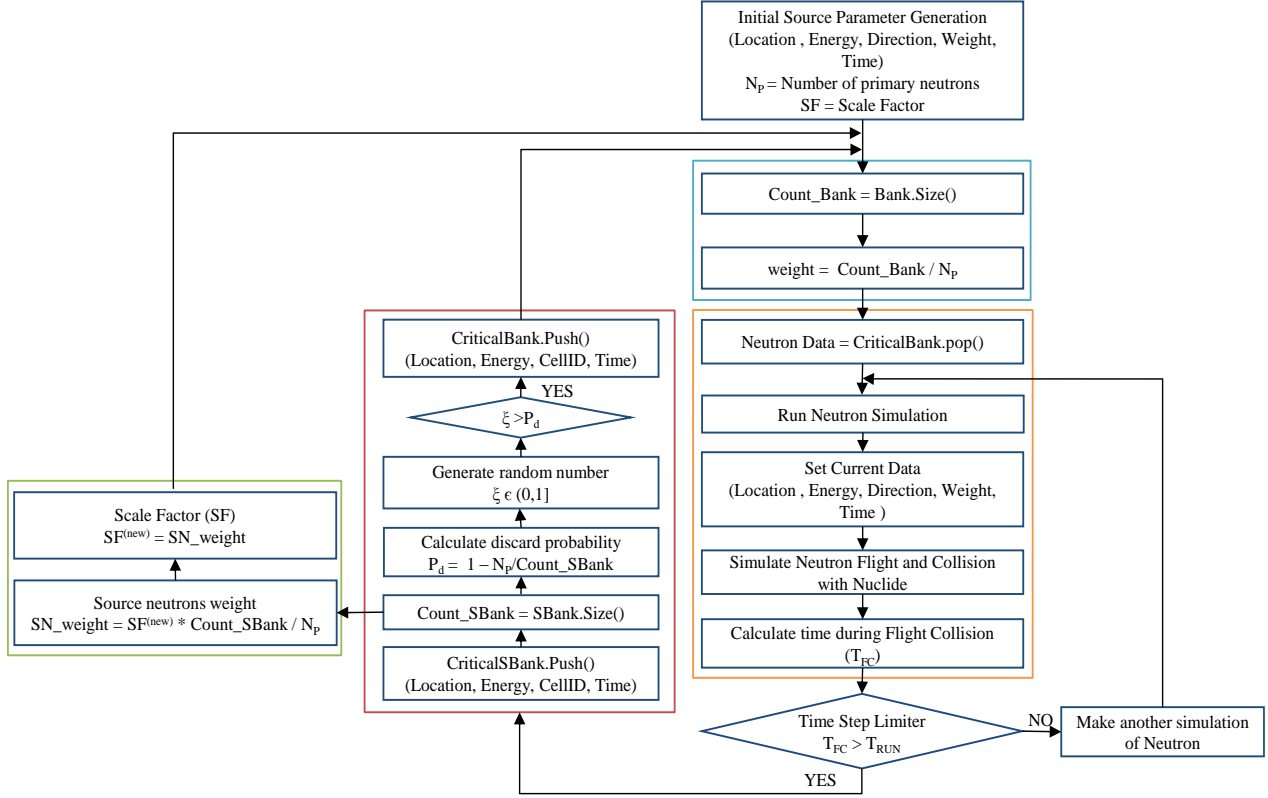 Initial Source Parameter Generation
(Location , Energy, Direction, Weight,
Time)
N_P = Number of primary neutrons
SF = Scale Factor
Count_Bank = Bank.Size()
weight = Count_Bank / N_P
Neutron Data = CriticalBank.pop()
Run Neutron Simulation
Set Current Data
(Location , Energy, Direction, Weight,
Time )
Simulate Neutron Flight and Collision
with Nuclide
Calculate time during Flight Collision
(T_FC)
Time Step Limiter
T_FC > T_RUN
NO
Make another simulation
of Neutron
YES
CriticalBank.Push()
(Location, Energy, CellID, Time)
YES
ξ >P_d
Generate random number
ξ ϵ (0,1]
Calculate discard probability
P_d = 1 – N_P/Count_SBank
Count_SBank = SBank.Size()
CriticalSBank.Push()
(Location, Energy, CellID, Time)
Scale Factor (SF)
SF^(new) = SN_weight
Source neutrons weight
SN_weight = SF^(new) * Count_SBank / N_P